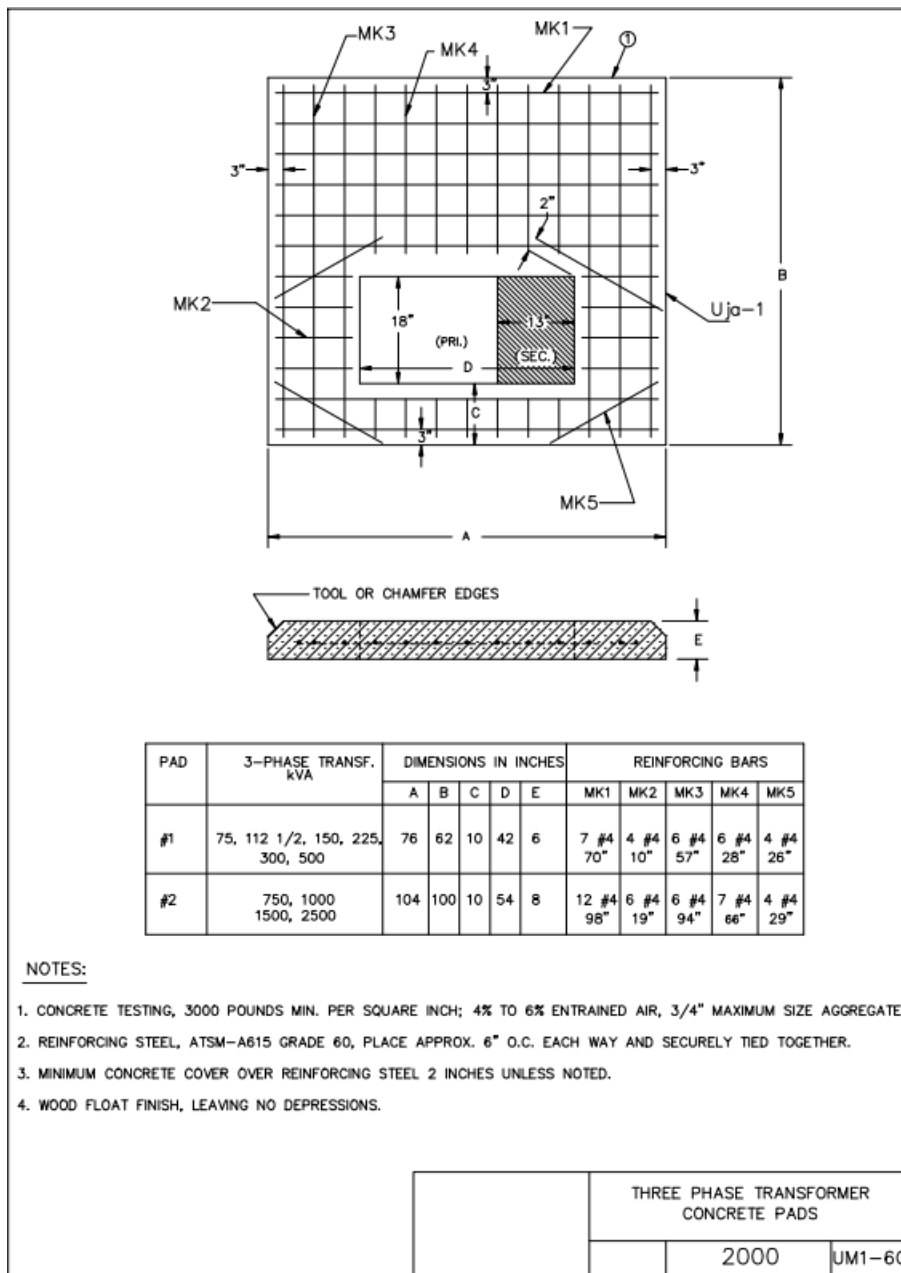 MK3
MK4
MK1
1
3"
3"
3"
2"
B
Uja-1
MK2
18"
13"
(PRI.)
(SEC.)
D
C
3"
MK5
A
TOOL OR CHAMFER EDGES
E
PAD 3-PHASE TRANSF. kVA DIMENSIONS IN INCHES REINFORCING BARS
A B C D E MK1 MK2 MK3 MK4 MK5
#1 75, 112 1/2, 150, 225, 300, 500 76 62 10 42 6 7 #4 70" 4 #4 10" 6 #4 57" 6 #4 28" 4 #4 26"
#2 750, 1000 1500, 2500 104 100 10 54 8 12 #4 98" 6 #4 19" 6 #4 94" 7 #4 66" 4 #4 29"
NOTES:
1. CONCRETE TESTING, 3000 POUNDS MIN. PER SQUARE INCH; 4% TO 6% ENTRAINED AIR, 3/4" MAXIMUM SIZE AGGREGATE
2. REINFORCING STEEL, ATSM-A615 GRADE 60, PLACE APPROX. 6" O.C. EACH WAY AND SECURELY TIED TOGETHER.
3. MINIMUM CONCRETE COVER OVER REINFORCING STEEL 2 INCHES UNLESS NOTED.
4. WOOD FLOAT FINISH, LEAVING NO DEPRESSIONS.
THREE PHASE TRANSFORMER
CONCRETE PADS
2000 UM1-60